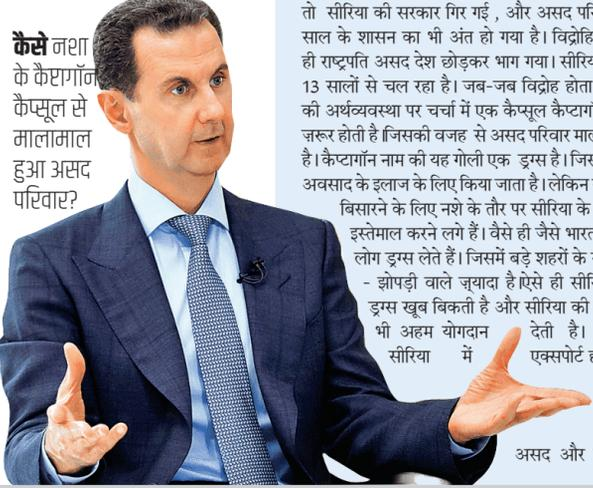 कैसे नशा
के कैप्टागॉन
कैप्सूल से
मालामाल
हुआ असद
परिवार?
तो सीरिया की सरकार गिर गई , और असद परि
साल के शासन का भी अंत हो गया है। विद्रोहि
ही राष्ट्रपति असद देश छोड़कर भाग गया। सीरिय
13 सालों से चल रहा है। जब-जब विद्रोह होता
की अर्थव्यवस्था पर चर्चा में एक कैप्सूल कैप्टागॉ
ज़रूर होती है।जिसकी वजह से असद परिवार माल
है। कैप्टागॉन नाम की यह गोली एक ड्रग्स है। जिस
अवसाद के इलाज के लिए किया जाता है। लेकिन
बिसारने के लिए नशे के तौर पर सीरिया के
इस्तेमाल करने लगे हैं। वैसे ही जैसे भारत
लोग ड्रग्स लेते हैं। जिसमें बड़े शहरों के
- झोपड़ी वाले ज़्यादा है।ऐसे ही सीरि
ड्रग्स खूब बिकती है और सीरिया की
भी अहम योगदान देती है।
सीरिया में एक्सपोर्ट
असद और